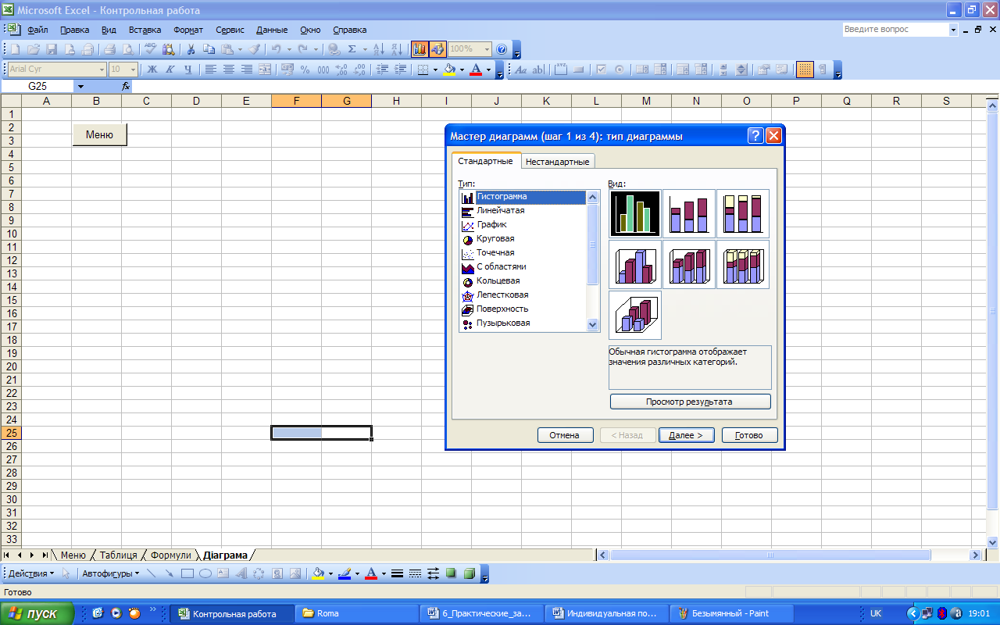 Microsoft Excel - Контрольная работа
Файл Правка Вид Вставка Формат Сервис Данные Окно Справка
Введите вопрос
100%
Arial Cyr 10 Ж К Ч
G25 fx
A B C D E F G H I J K L M N O P Q R S
1
2
3
4
5
6
7
8
9
10
11
12
13
14
15
16
17
18
19
20
21
22
23
24
25
26
27
28
29
30
31
32
33
Меню
Мастер диаграмм (шаг 1 из 4): тип диаграммы
Стандартные Нестандартные
Тип:
Гистограмма
Линейчатая
График
Круговая
Точечная
С областями
Кольцевая
Лепестковая
Поверхность
Пузырьковая
Вид:
Обычная гистограмма отображает
значения различных категорий.
Просмотр результата
Отмена < Назад Далее > Готово
Меню Таблиця Формули Діаграма
Действия Автофигуры
Готово
пуск Контрольная работа Roma 6_Практические_за... Индивидуальная по... Безымянный - Paint UK 19:01